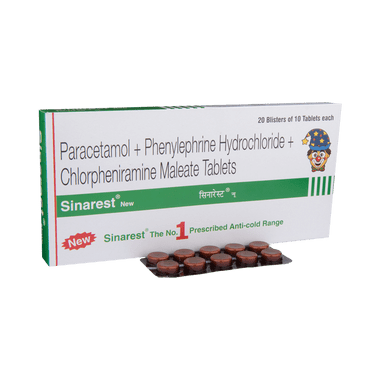 20 Blisters of 10 Tablets each
Paracetamol + Phenylephrine Hydrochloride +
Chlorpheniramine Maleate Tablets
Sinarest® New
सिनारेस्ट® न्
New
Sinarest® The No.1 Prescribed Anti-cold Range